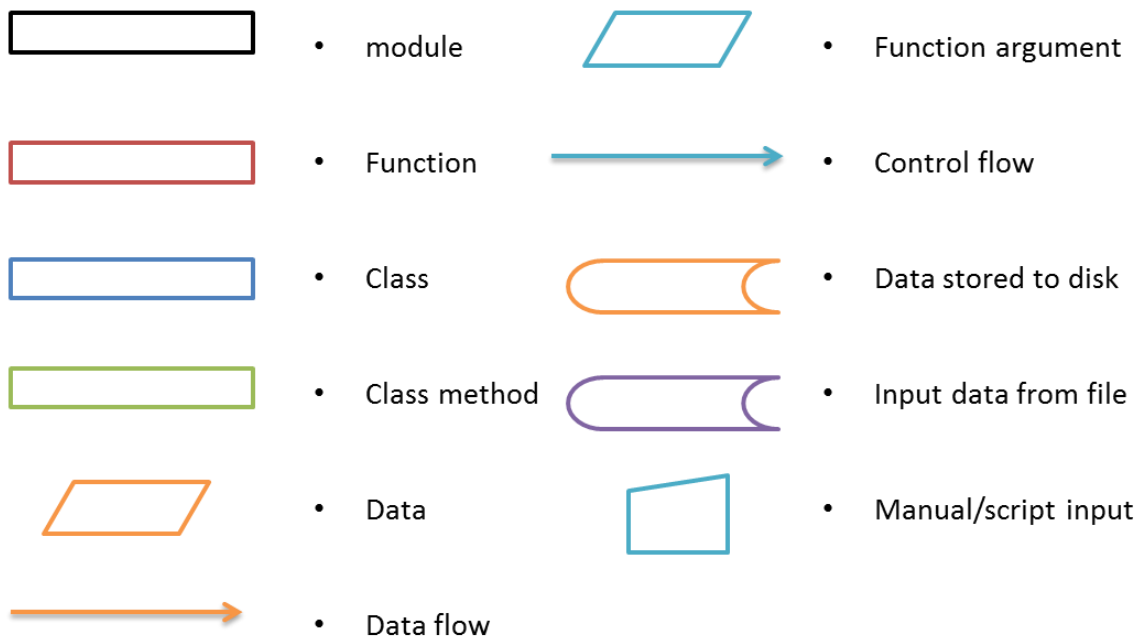 • module
• Function
• Class
• Class method
• Data
• Data flow
• Function argument
• Control flow
• Data stored to disk
• Input data from file
• Manual/script input